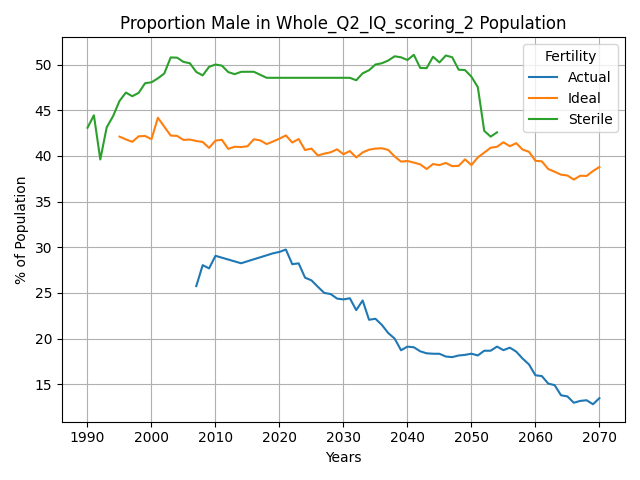 Proportion Male in Whole_Q2_IQ_scoring_2 Population
Fertility
Actual
Ideal
Sterile
% of Population
50
45
40
35
30
25
20
15
1990 2000 2010 2020 2030 2040 2050 2060 2070
Years